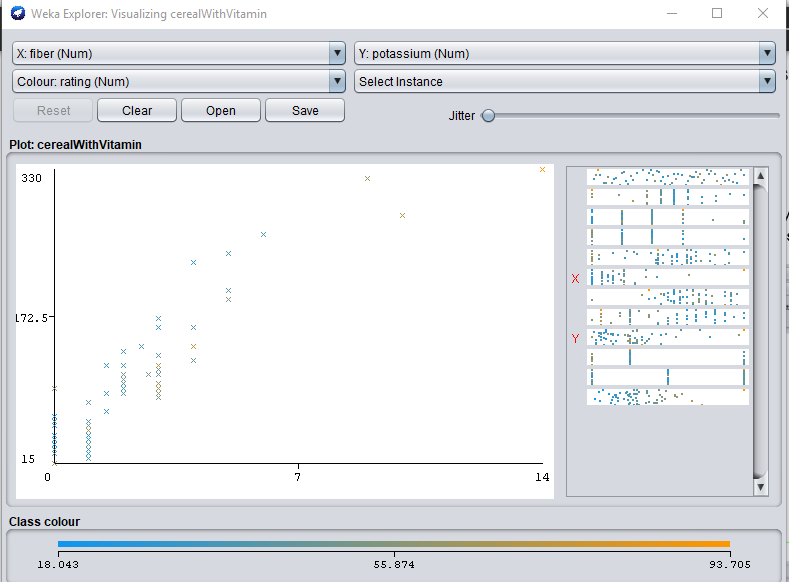 Weka Explorer: Visualizing cerealWithVitamin
X: fiber (Num) Y: potassium (Num)
Colour: rating (Num) Select Instance
Reset Clear Open Save Jitter
Plot: cerealWithVitamin
330
172.5
15
0 7 14
X
Y
Class colour
18.043 55.874 93.705